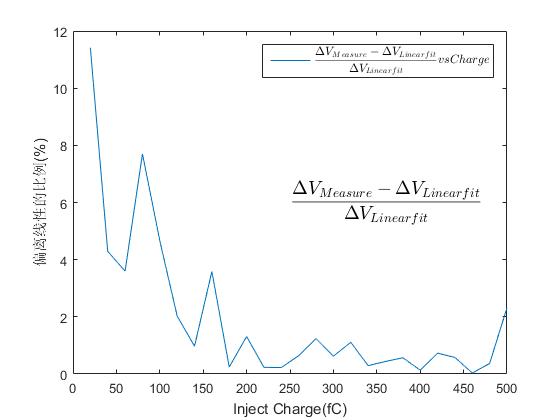 12
10
8
6
4
2
0
0
50
100
150
200
250
300
350
400
450
500
偏离线性的比例(%)
Inject Charge(fC)
ΔV_Measure − ΔV_Linearfit
ΔV_Linearfit
vsCharge
ΔV_Measure − ΔV_Linearfit
ΔV_Linearfit